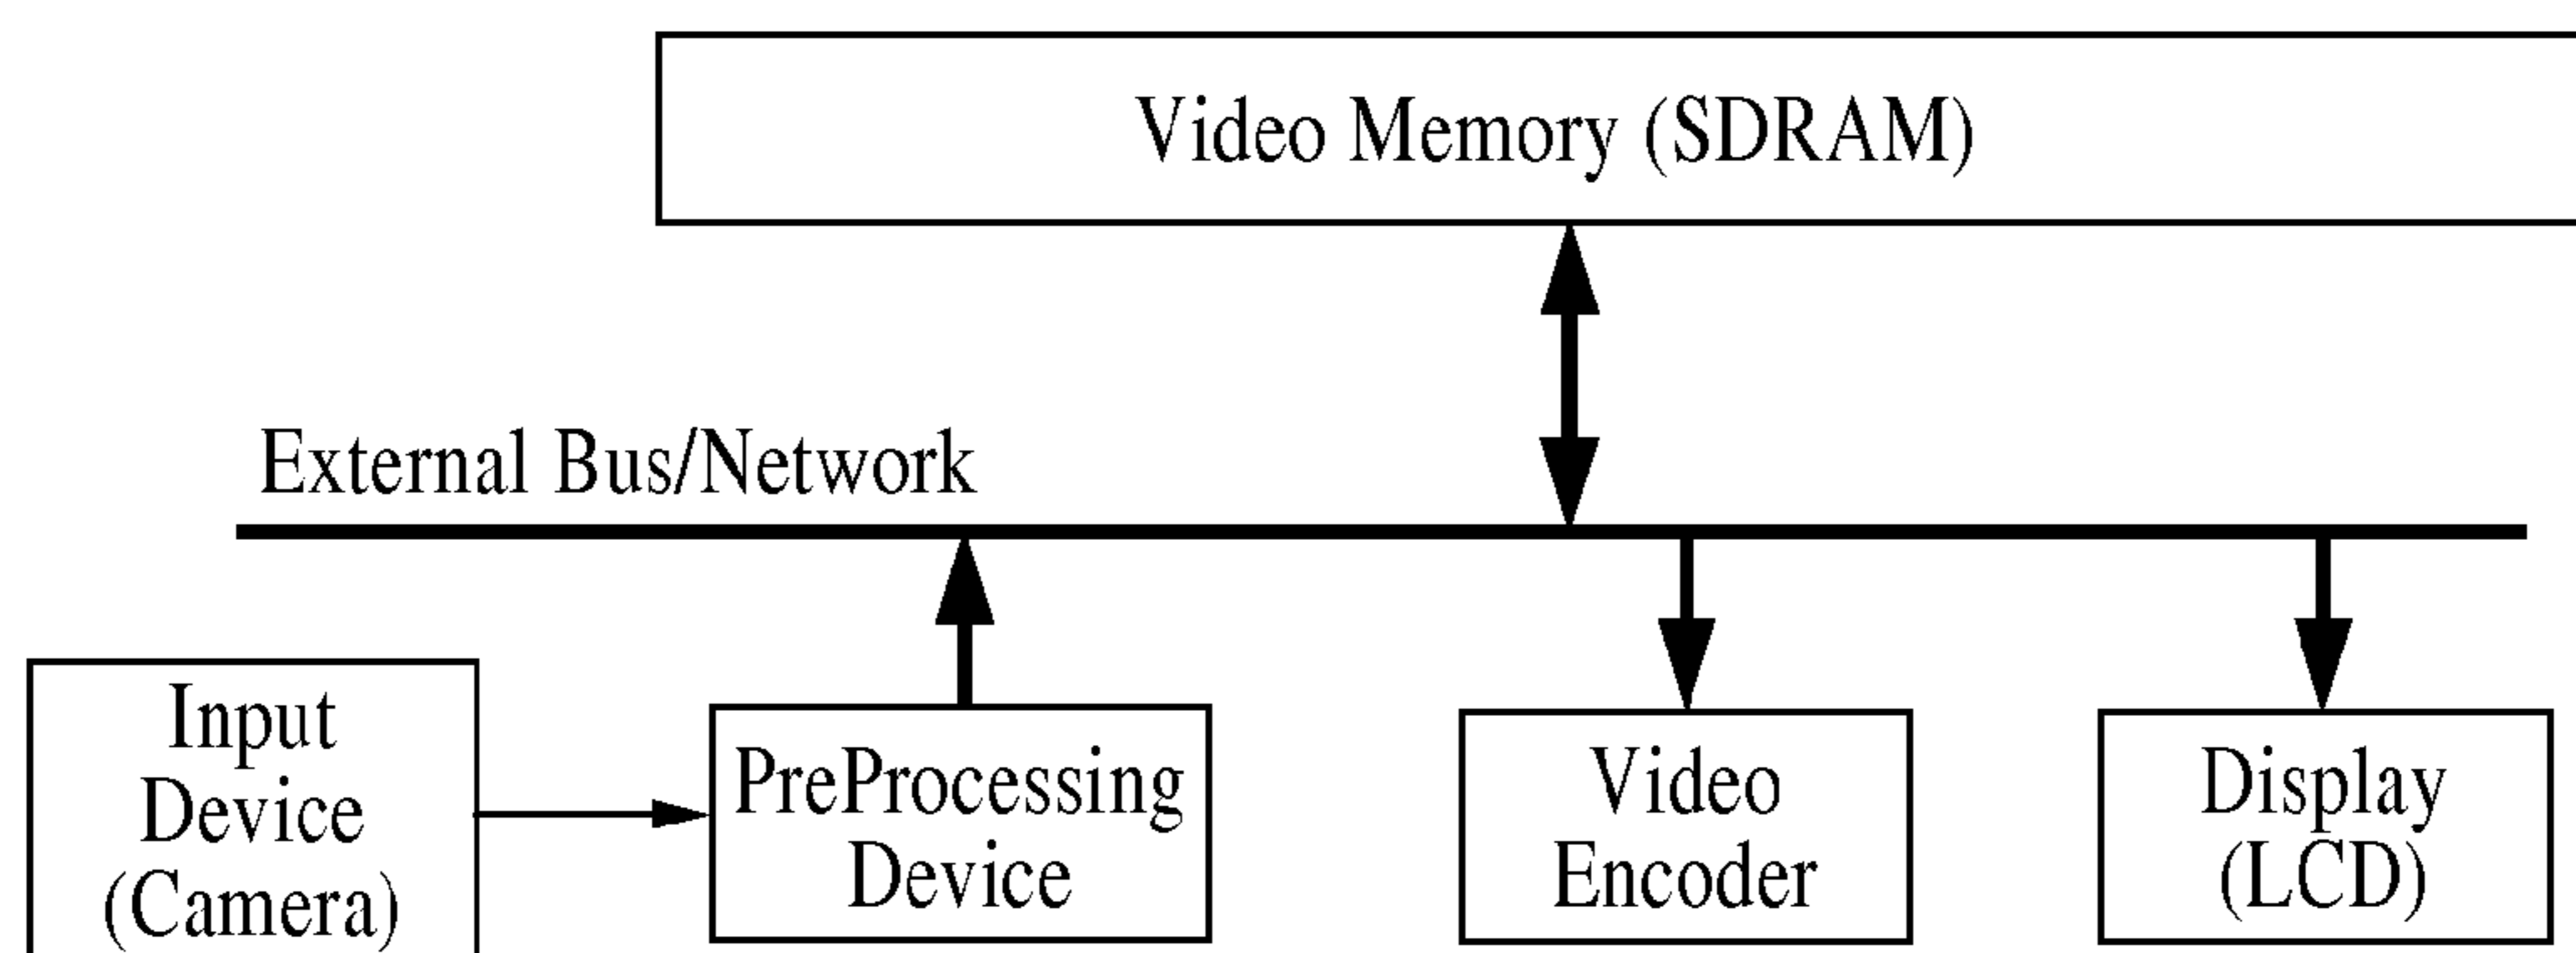 Video Memory (SDRAM)
External Bus/Network
Input
Device
(Camera)
PreProcessing
Device
Video
Encoder
Display
(LCD)